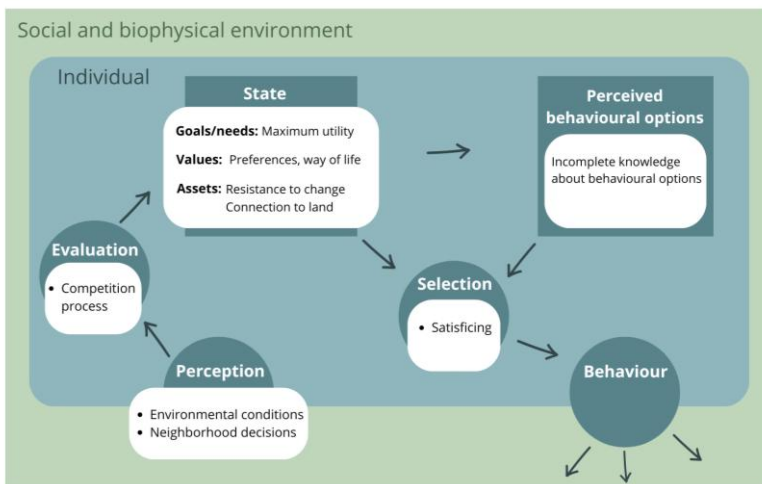 Social and biophysical environment
Individual
State
Goals/needs: Maximum utility
Values: Preferences, way of life
Assets: Resistance to change
Connection to land
Perceived
behavioural options
Incomplete knowledge
about behavioural options
Evaluation
• Competition
process
Selection
• Satisficing
Perception
• Environmental conditions
• Neighborhood decisions
Behaviour